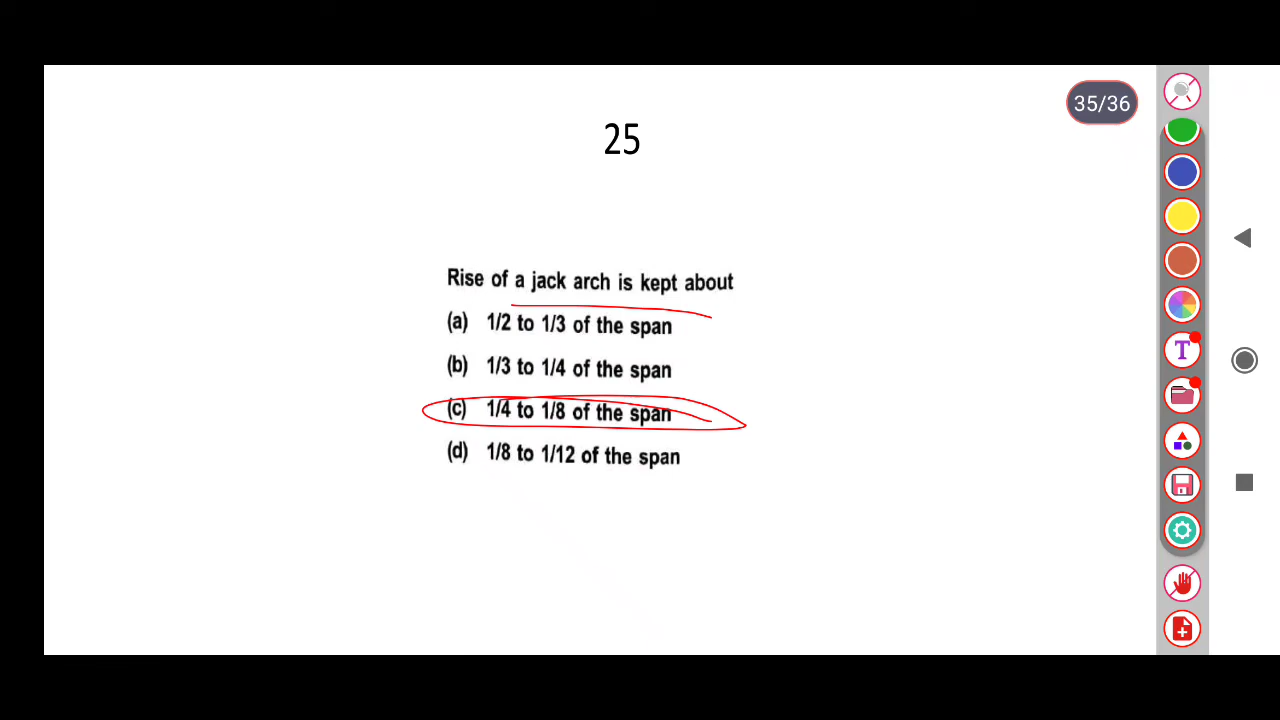 35/36
25
Rise of a jack arch is kept about
(a) 1/2 to 1/3 of the span
(b) 1/3 to 1/4 of the span
(c) 1/4 to 1/8 of the span
(d) 1/8 to 1/12 of the span
T